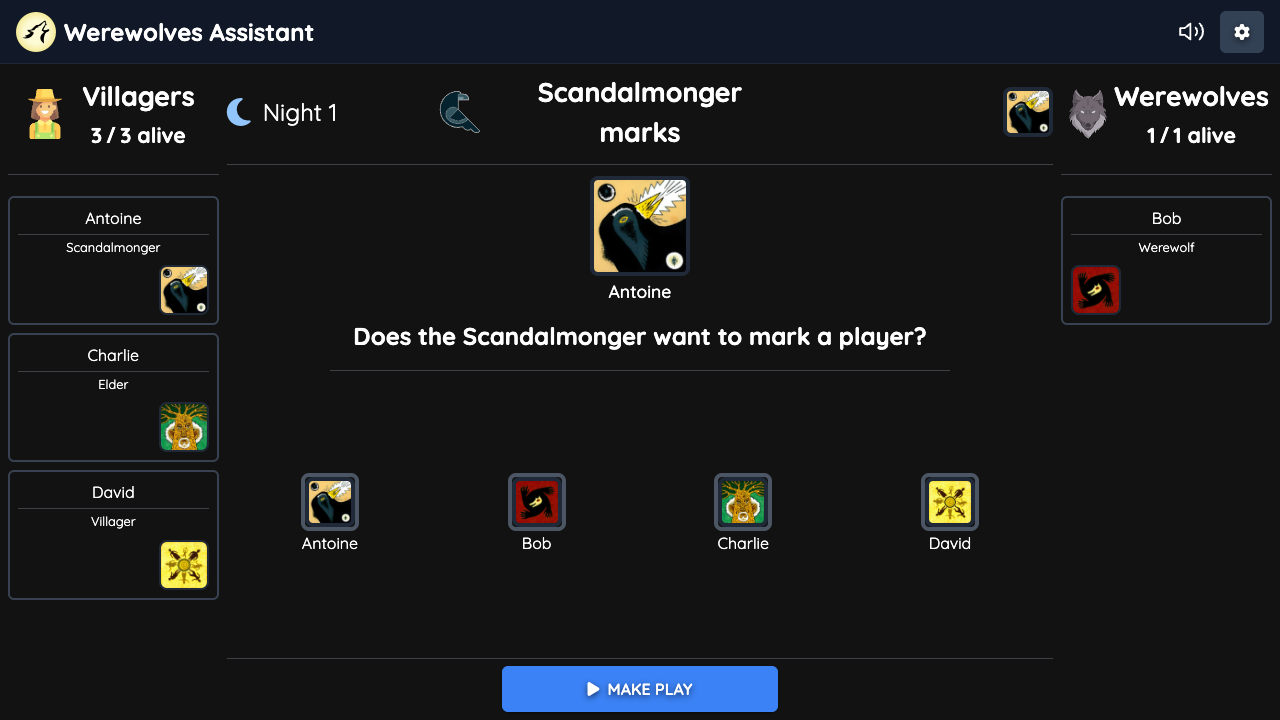 Werewolves Assistant
Villagers
3 / 3 alive
Night 1
Scandalmonger
marks
Werewolves
1 / 1 alive
Antoine
Scandalmonger
Charlie
Elder
David
Villager
Antoine
Does the Scandalmonger want to mark a player?
Antoine
Bob
Charlie
David
MAKE PLAY
Bob
Werewolf